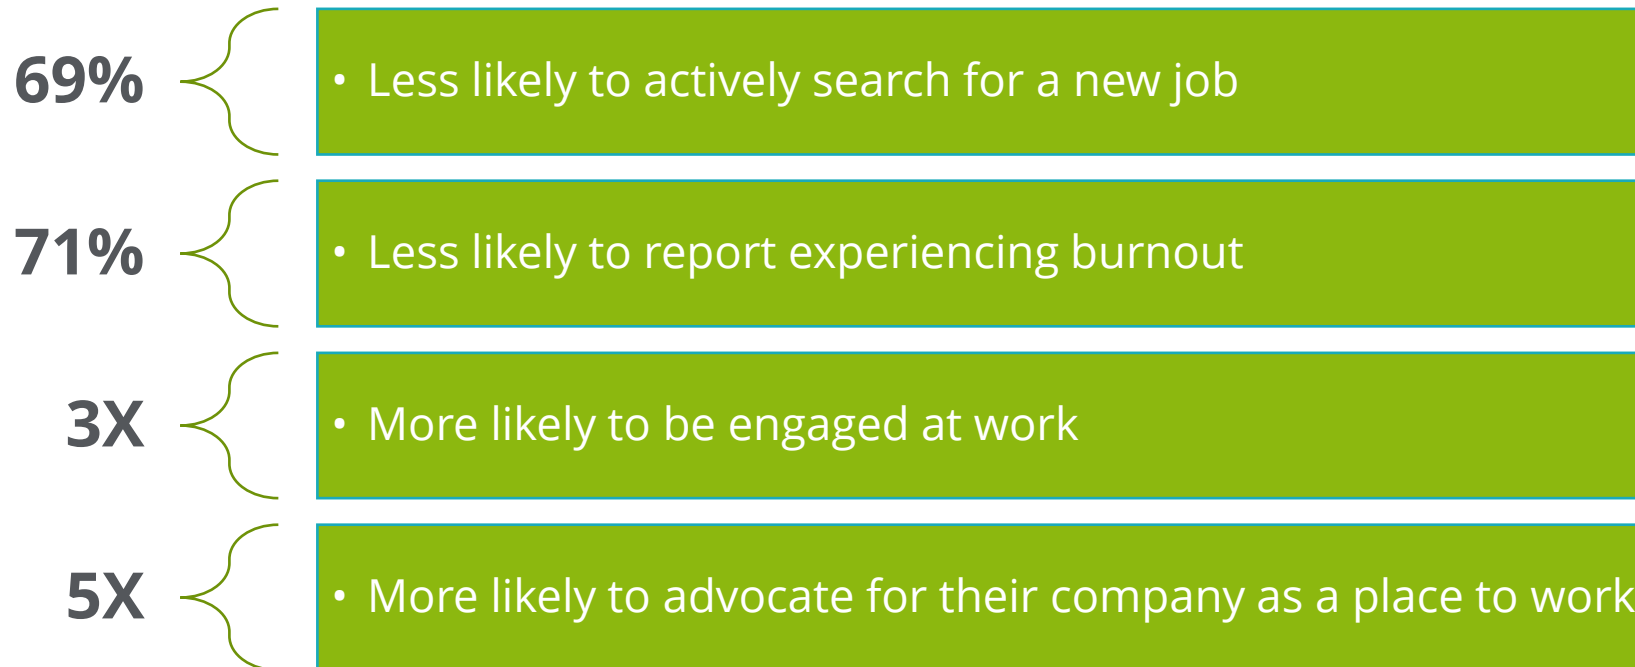 69%
• Less likely to actively search for a new job
71%
• Less likely to report experiencing burnout
3X
• More likely to be engaged at work
5X
• More likely to advocate for their company as a place to work